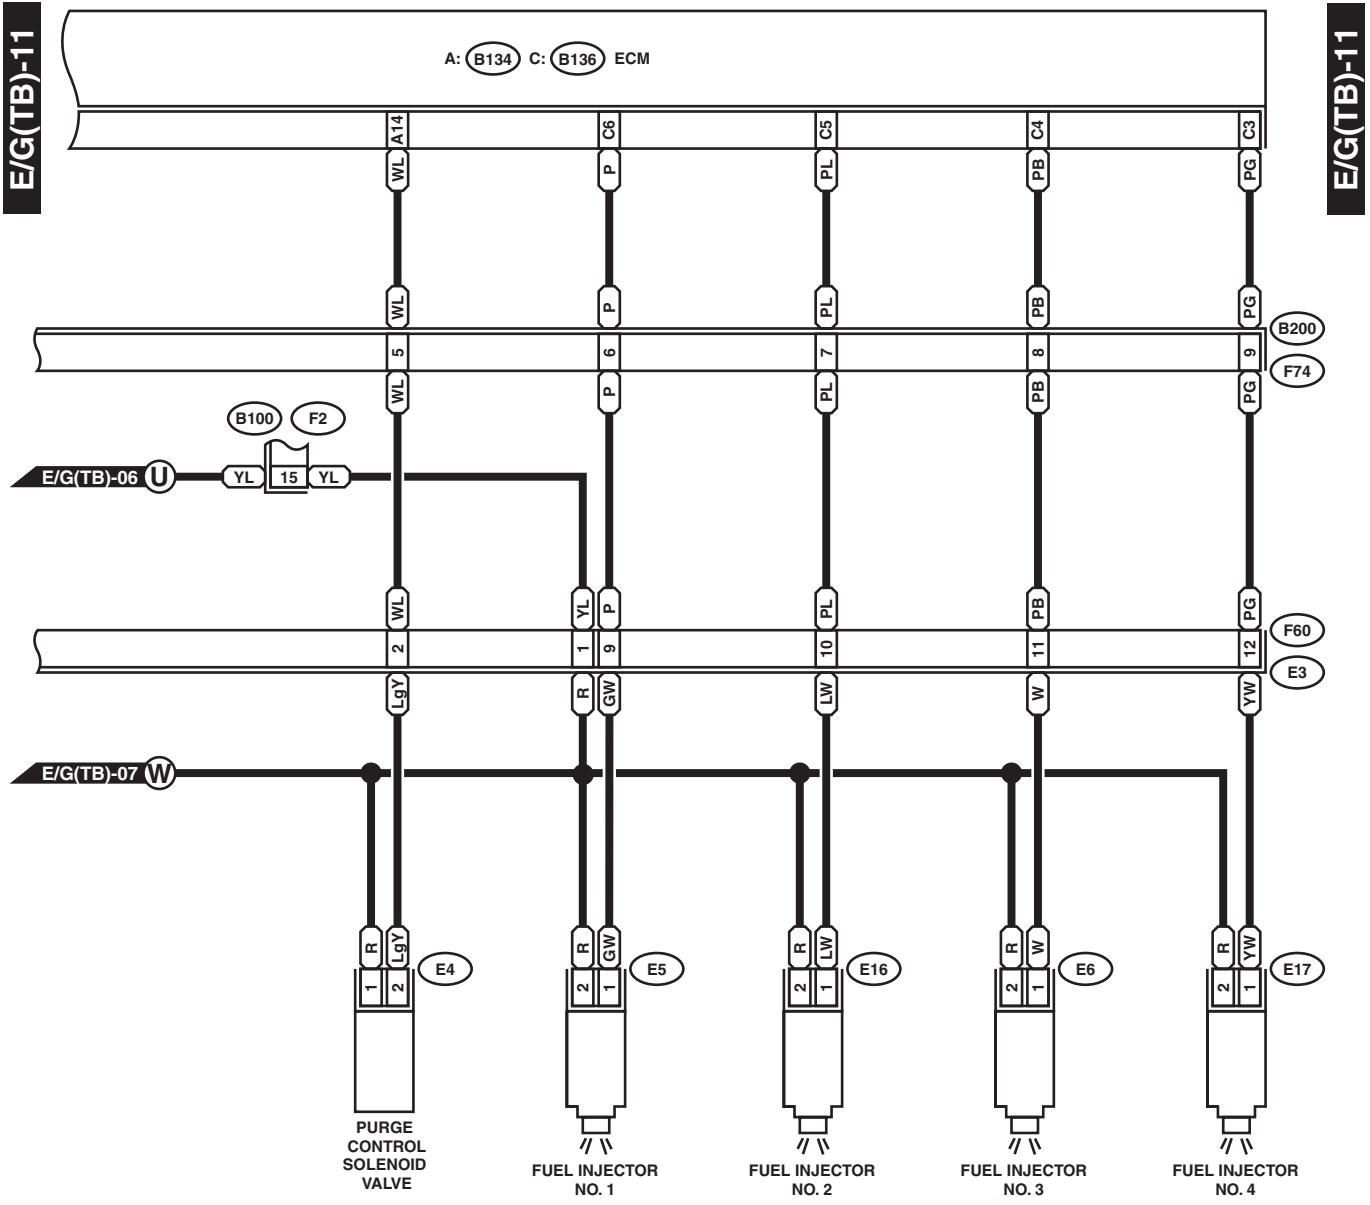 E/G(TB)-11
E/G(TB)-11
A: B134 C: B136 ECM
A14 C6 C5 C4 C3
WL P PL PB PG
WL P PL PB PG
B200
5 6 7 8 9
F74
WL P PL PB PG
B100 F2
E/G(TB)-06 U YL 15 YL
WL YL P PL PB PG
F60
2 1 9 10 11 12
E3
LgY R GW LW W YW
E/G(TB)-07 W
R LgY R GW R LW R W R YW
E4 E5 E16 E6 E17
1 2 2 1 2 1 2 1 2 1
PURGE
CONTROL
SOLENOID
VALVE
FUEL INJECTOR
NO. 1
FUEL INJECTOR
NO. 2
FUEL INJECTOR
NO. 3
FUEL INJECTOR
NO. 4